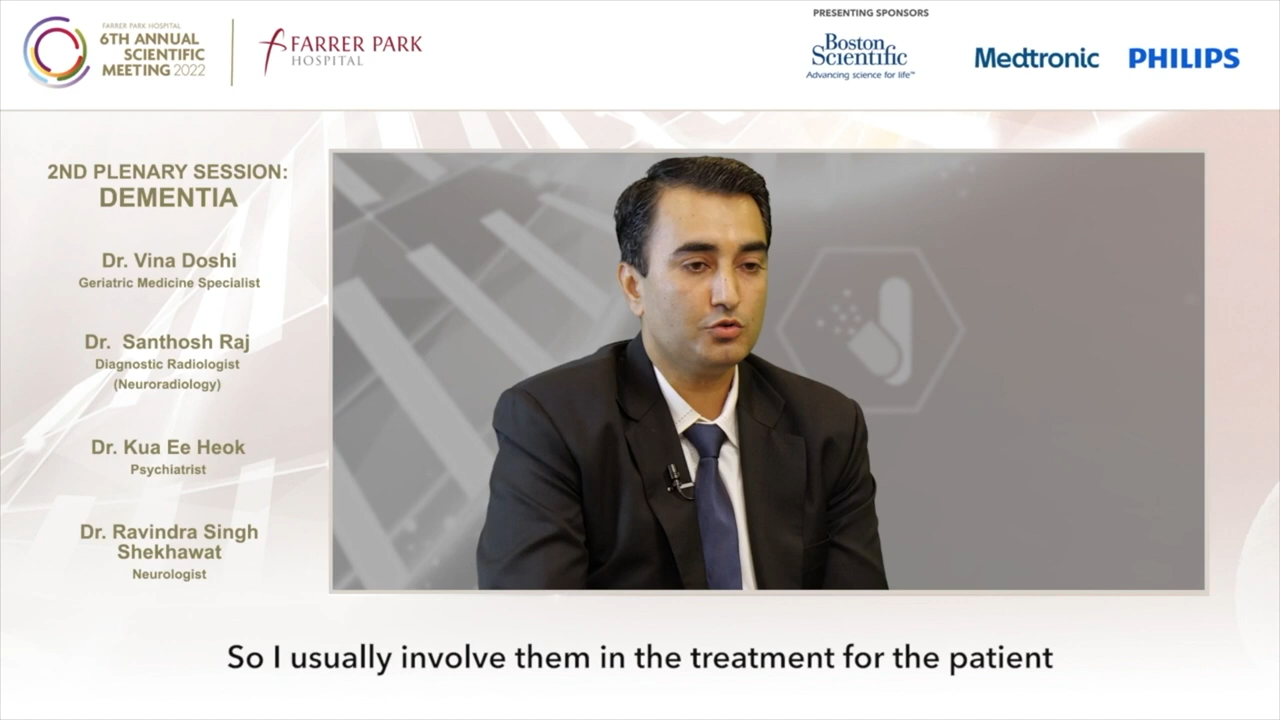 FARRER PARK HOSPITAL
6TH ANNUAL
SCIENTIFIC
MEETING 2022
FARRER PARK
HOSPITAL
PRESENTING SPONSORS
Boston
Scientific
Advancing science for life™
Medtronic
PHILIPS
2ND PLENARY SESSION:
DEMENTIA
Dr. Vina Doshi
Geriatric Medicine Specialist
Dr. Santhosh Raj
Diagnostic Radiologist
(Neuroradiology)
Dr. Kua Ee Heok
Psychiatrist
Dr. Ravindra Singh
Shekhawat
Neurologist
So I usually involve them in the treatment for the patient